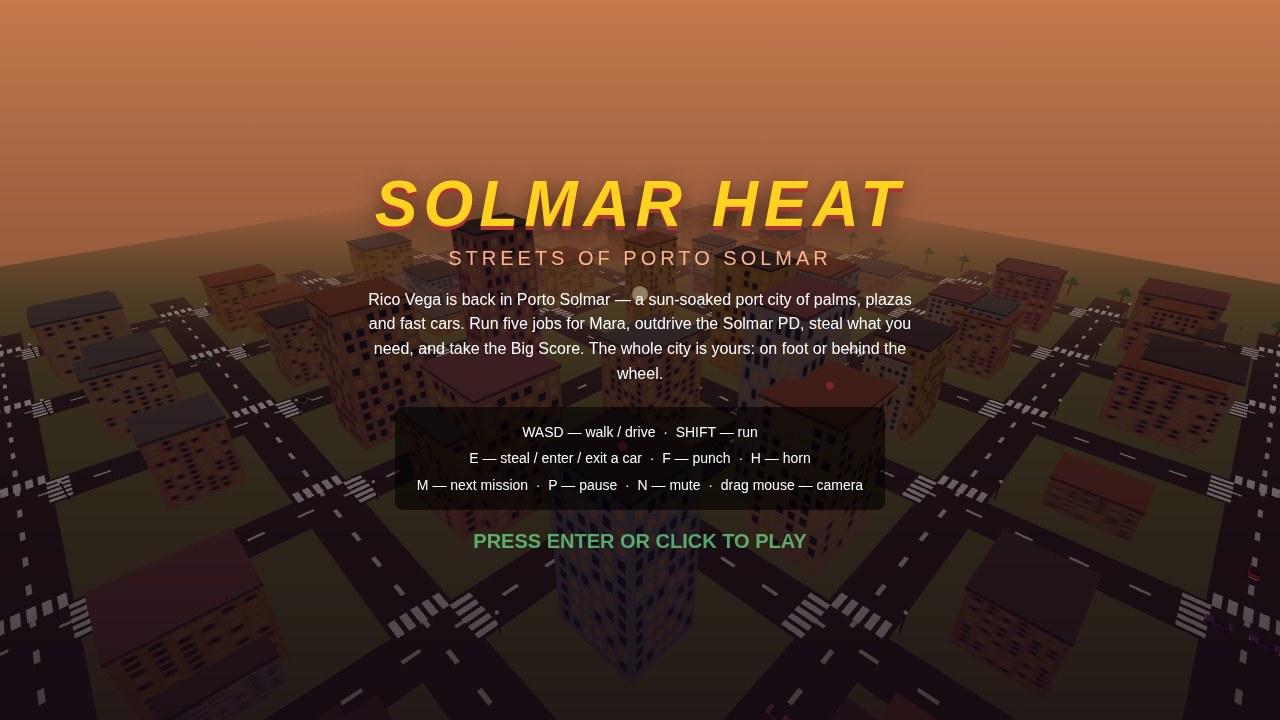 SOLMAR HEAT
STREETS OF PORTO SOLMAR
Rico Vega is back in Porto Solmar — a sun-soaked port city of palms, plazas
and fast cars. Run five jobs for Mara, outdrive the Solmar PD, steal what you
need, and take the Big Score. The whole city is yours: on foot or behind the
wheel.
WASD — walk / drive · SHIFT — run
E — steal / enter / exit a car · F — punch · H — horn
M — next mission · P — pause · N — mute · drag mouse — camera
PRESS ENTER OR CLICK TO PLAY